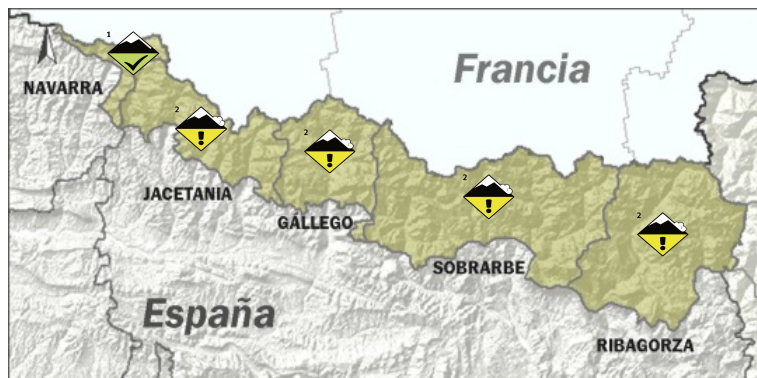 Francia
1
NAVARRA
2
JACETANIA
2
GÁLLEGO
2
SOBRARBE
2
RIBAGORZA
España